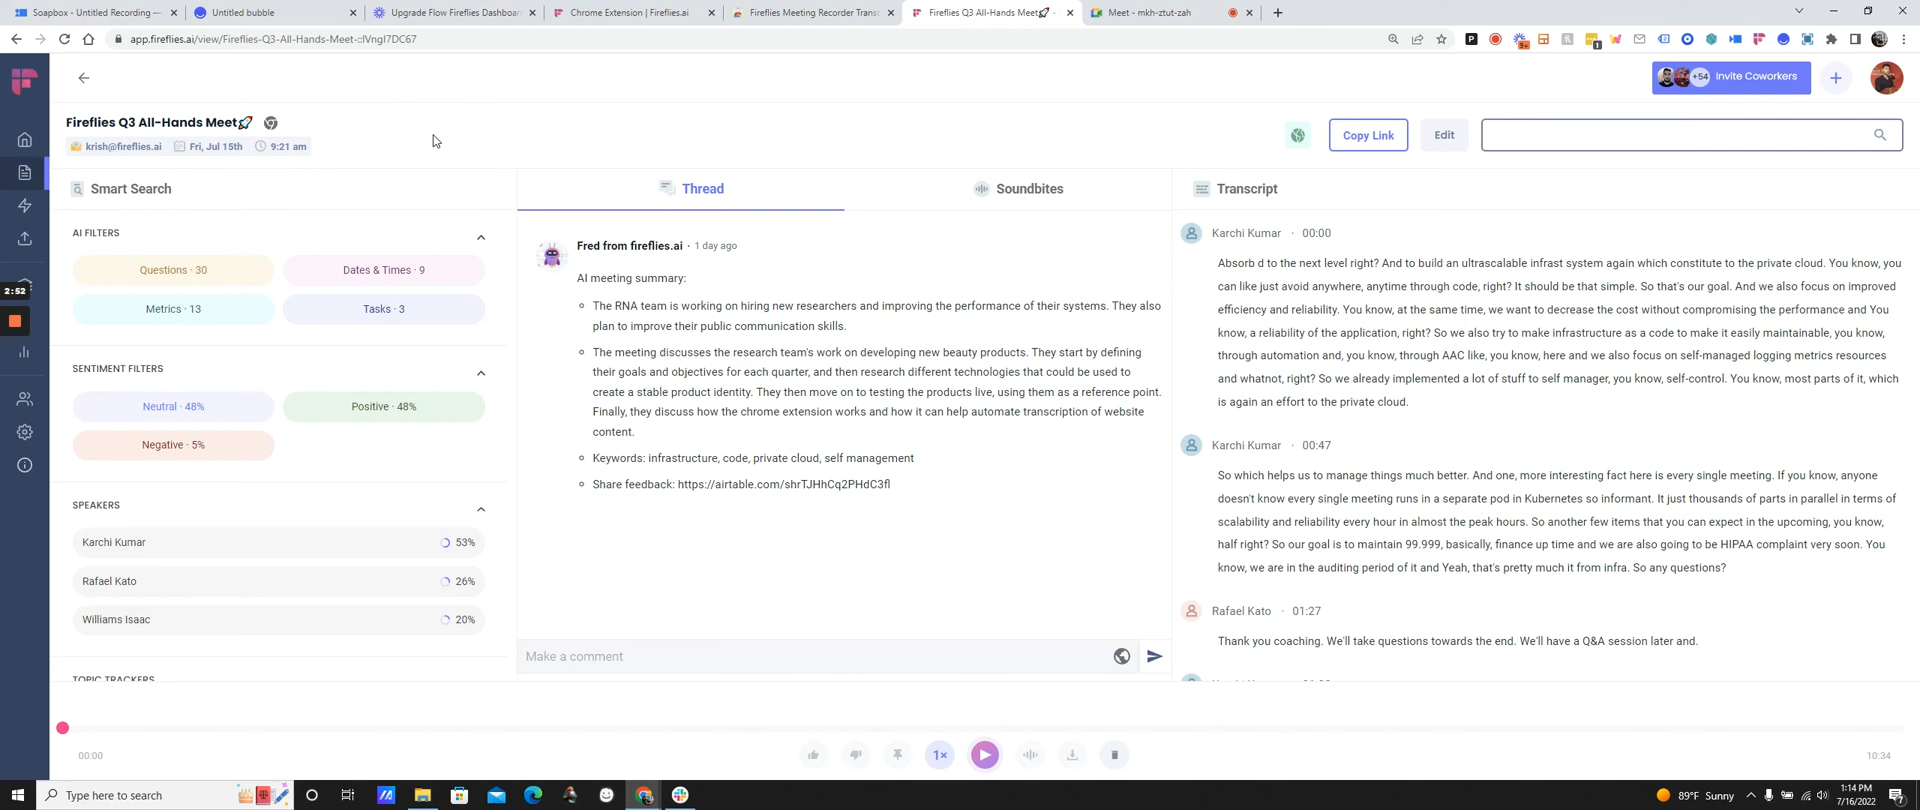 Soapbox - Untitled Recording —
Untitled bubble
Upgrade Flow Fireflies Dashboar
Chrome Extension | Fireflies.ai
Fireflies Meeting Recorder Trans
Fireflies Q3 All-Hands Meet🚀
Meet - mkh-ztut-zah
app.fireflies.ai/view/Fireflies-Q3-All-Hands-Meet-::lVngI7DC67
+54 Invite Coworkers
Fireflies Q3 All-Hands Meet🚀
krish@fireflies.ai Fri, Jul 15th 9:21 am
Copy Link
Edit
Smart Search
Thread
Soundbites
Transcript
AI FILTERS
Questions · 30
Dates & Times · 9
Metrics · 13
Tasks · 3
2:52
SENTIMENT FILTERS
Neutral · 48%
Positive · 48%
Negative · 5%
SPEAKERS
Karchi Kumar 53%
Rafael Kato 26%
Williams Isaac 20%
TOPIC TRACKERS
Fred from fireflies.ai · 1 day ago
AI meeting summary:
The RNA team is working on hiring new researchers and improving the performance of their systems. They also
plan to improve their public communication skills.
The meeting discusses the research team's work on developing new beauty products. They start by defining
their goals and objectives for each quarter, and then research different technologies that could be used to
create a stable product identity. They then move on to testing the products live, using them as a reference point.
Finally, they discuss how the chrome extension works and how it can help automate transcription of website
content.
Keywords: infrastructure, code, private cloud, self management
Share feedback: https://airtable.com/shrTJHhCq2PHdC3fl
Make a comment
Karchi Kumar · 00:00
Absorb d to the next level right? And to build an ultrascalable infrast system again which constitute to the private cloud. You know, you
can like just avoid anywhere, anytime through code, right? It should be that simple. So that's our goal. And we also focus on improved
efficiency and reliability. You know, at the same time, we want to decrease the cost without compromising the performance and You
know, a reliability of the application, right? So we also try to make infrastructure as a code to make it easily maintainable, you know,
through automation and, you know, through AAC like, you know, here and we also focus on self-managed logging metrics resources
and whatnot, right? So we already implemented a lot of stuff to self manager, you know, self-control. You know, most parts of it, which
is again an effort to the private cloud.
Karchi Kumar · 00:47
So which helps us to manage things much better. And one, more interesting fact here is every single meeting. If you know, anyone
doesn't know every single meeting runs in a separate pod in Kubernetes so informant. It just thousands of parts in parallel in terms of
scalability and reliability every hour in almost the peak hours. So another few items that you can expect in the upcoming, you know,
half right? So our goal is to maintain 99.999, basically, finance up time and we are also going to be HIPAA complaint very soon. You
know, we are in the auditing period of it and Yeah, that's pretty much it from infra. So any questions?
Rafael Kato · 01:27
Thank you coaching. We'll take questions towards the end. We'll have a Q&A session later and.
00:00
1×
10:34
Type here to search
89°F Sunny
1:14 PM
7/16/2022